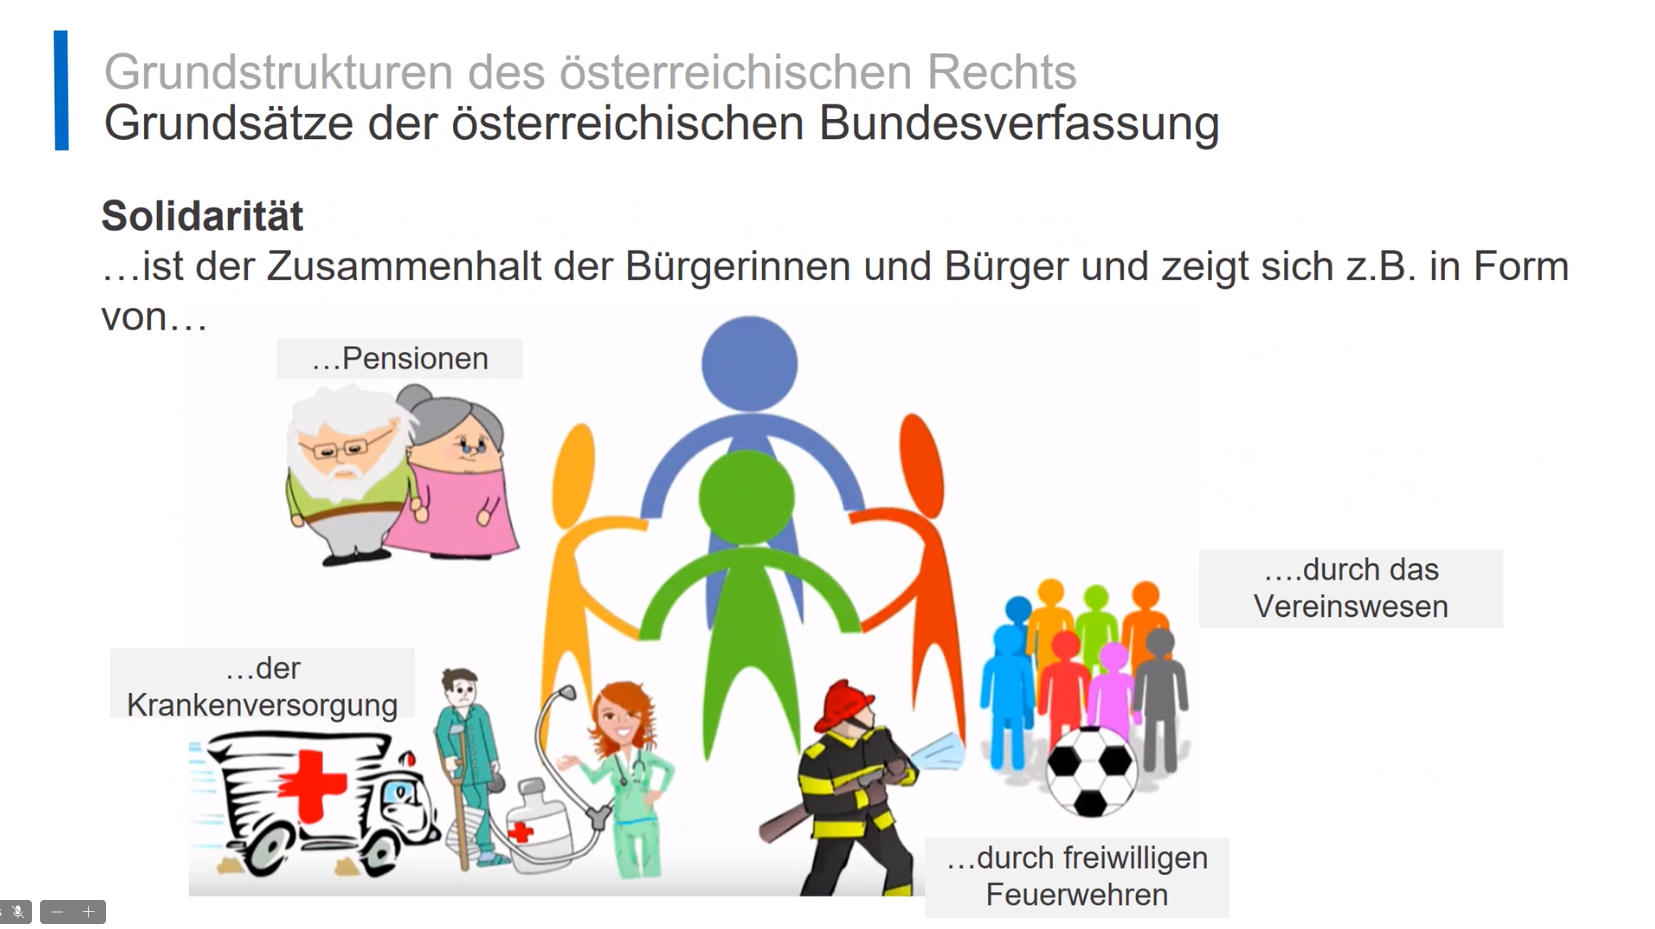 Grundstrukturen des österreichischen Rechts
Grundsätze der österreichischen Bundesverfassung
Solidarität
…ist der Zusammenhalt der Bürgerinnen und Bürger und zeigt sich z.B. in Form
von…
…Pensionen
….durch das
Vereinswesen
…der
Krankenversorgung
…durch freiwilligen
Feuerwehren